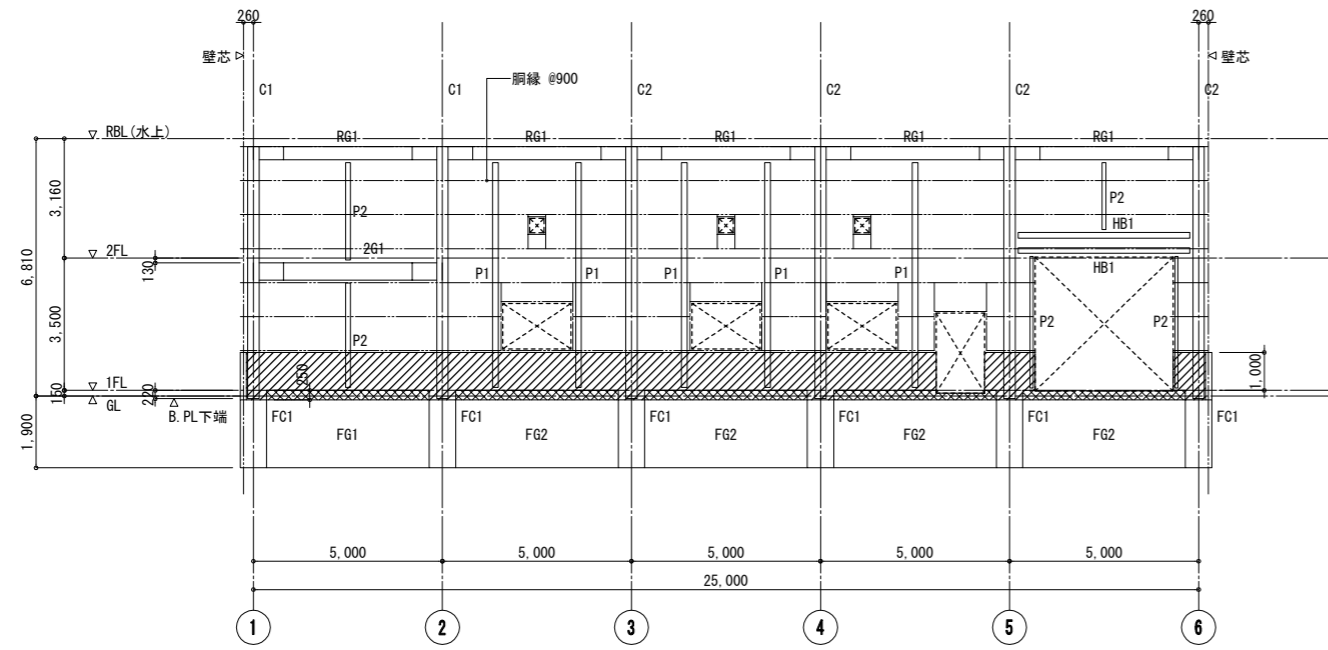 260 260
壁芯 壁芯
胴縁 @900
C1 C1 C2 C2 C2 C2
RBL(水上)
RG1 RG1 RG1 RG1 RG1
3,160
P2 P2
HB1
2FL
2G1
130
6,810
P1 P1 P1 P1 P1
HB1
3,500
P2 P2 P2
250
1,000
1FL
150
220
GL
B.PL下端
FC1 FC1 FC1 FC1 FC1 FC1
1,900
FG1 FG2 FG2 FG2 FG2
5,000 5,000 5,000 5,000 5,000
25,000
1 2 3 4 5 6